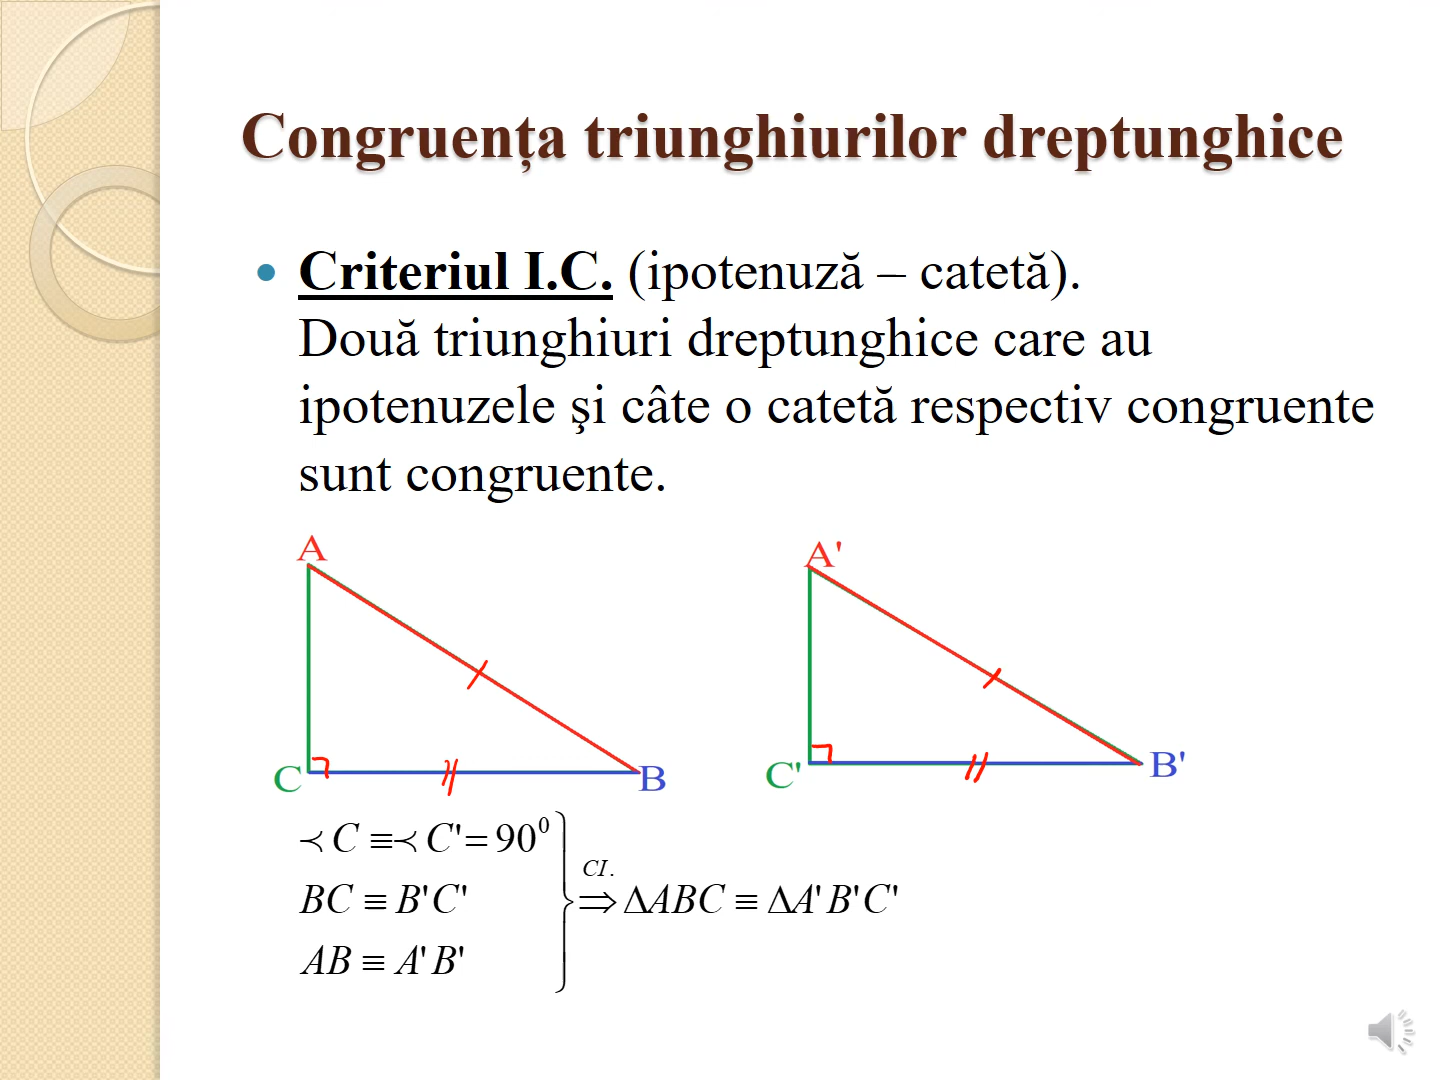 Congruența triunghiurilor dreptunghice
Criteriul I.C. (ipotenuză – catetă).
Două triunghiuri dreptunghice care au
ipotenuzele şi câte o catetă respectiv congruente
sunt congruente.
A
A'
C
B
C'
B'
≺ C ≡≺ C'= 90⁰
BC ≡ B'C'
AB ≡ A'B'
CI.
⇒ ΔABC ≡ ΔA'B'C'